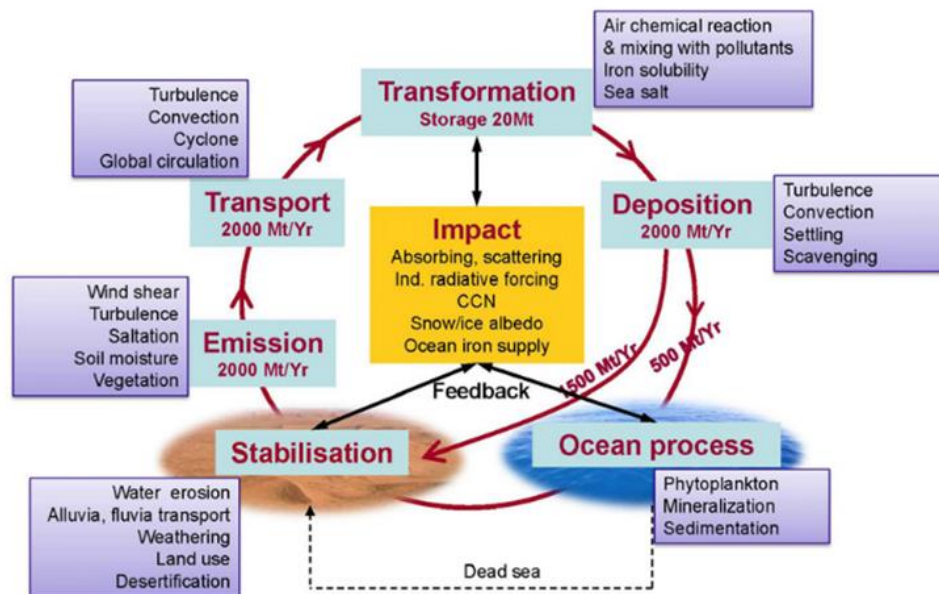 Air chemical reaction
& mixing with pollutants
Iron solubility
Sea salt
Transformation
Storage 20Mt
Turbulence
Convection
Cyclone
Global circulation
Transport
2000 Mt/Yr
Deposition
2000 Mt/Yr
Turbulence
Convection
Settling
Scavenging
Impact
Absorbing, scattering
Ind. radiative forcing
CCN
Snow/ice albedo
Ocean iron supply
Wind shear
Turbulence
Saltation
Soil moisture
Vegetation
Emission
2000 Mt/Yr
1500 Mt/Yr
500 Mt/Yr
Feedback
Stabilisation
Ocean process
Water erosion
Alluvia, fluvia transport
Weathering
Land use
Desertification
Phytoplankton
Mineralization
Sedimentation
Dead sea